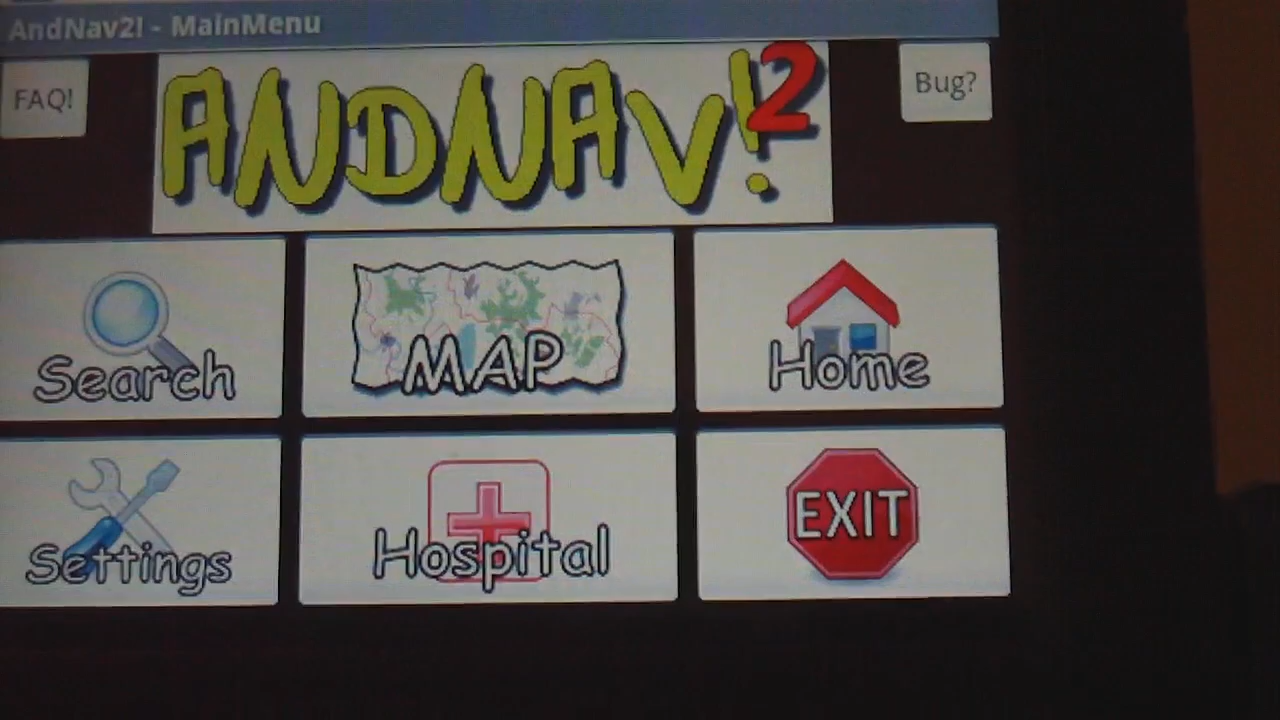 AndNav2! - MainMenu
FAQ!
ANDNAV!2
Bug?
Search
MAP
Home
Settings
Hospital
EXIT